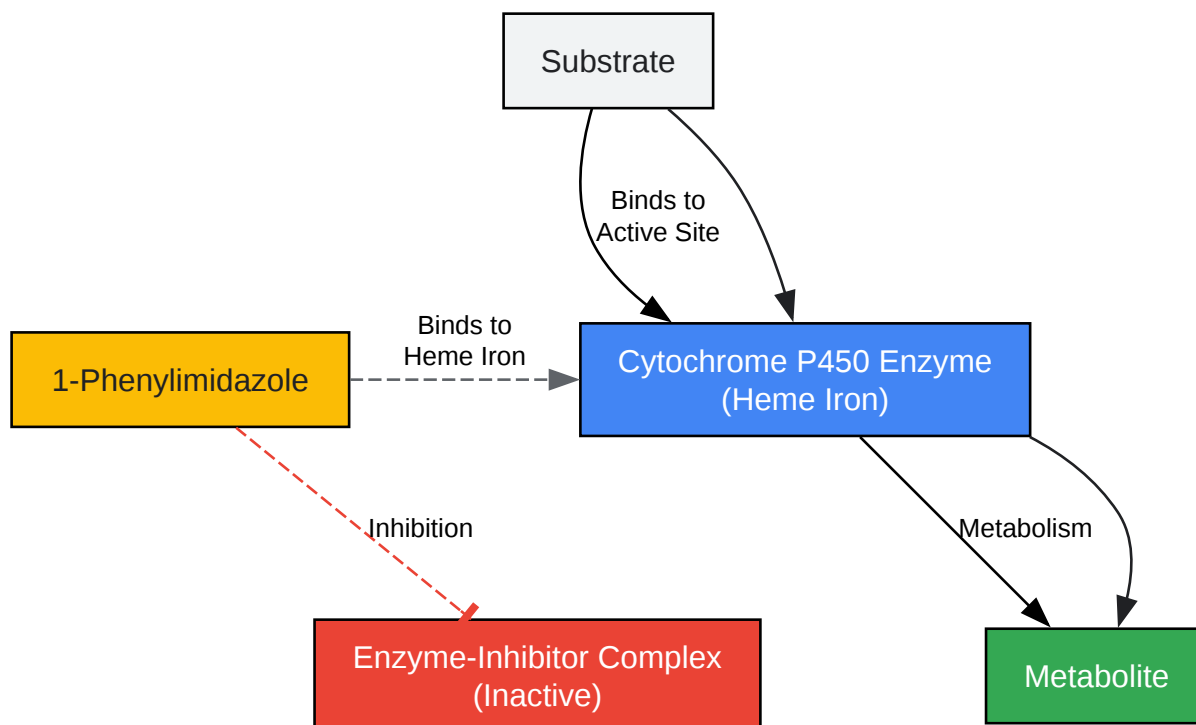 Substrate
Binds to
Active Site
Binds to
Heme Iron
1-Phenylimidazole
Cytochrome P450 Enzyme
(Heme Iron)
Inhibition
Metabolism
Enzyme-Inhibitor Complex
(Inactive)
Metabolite